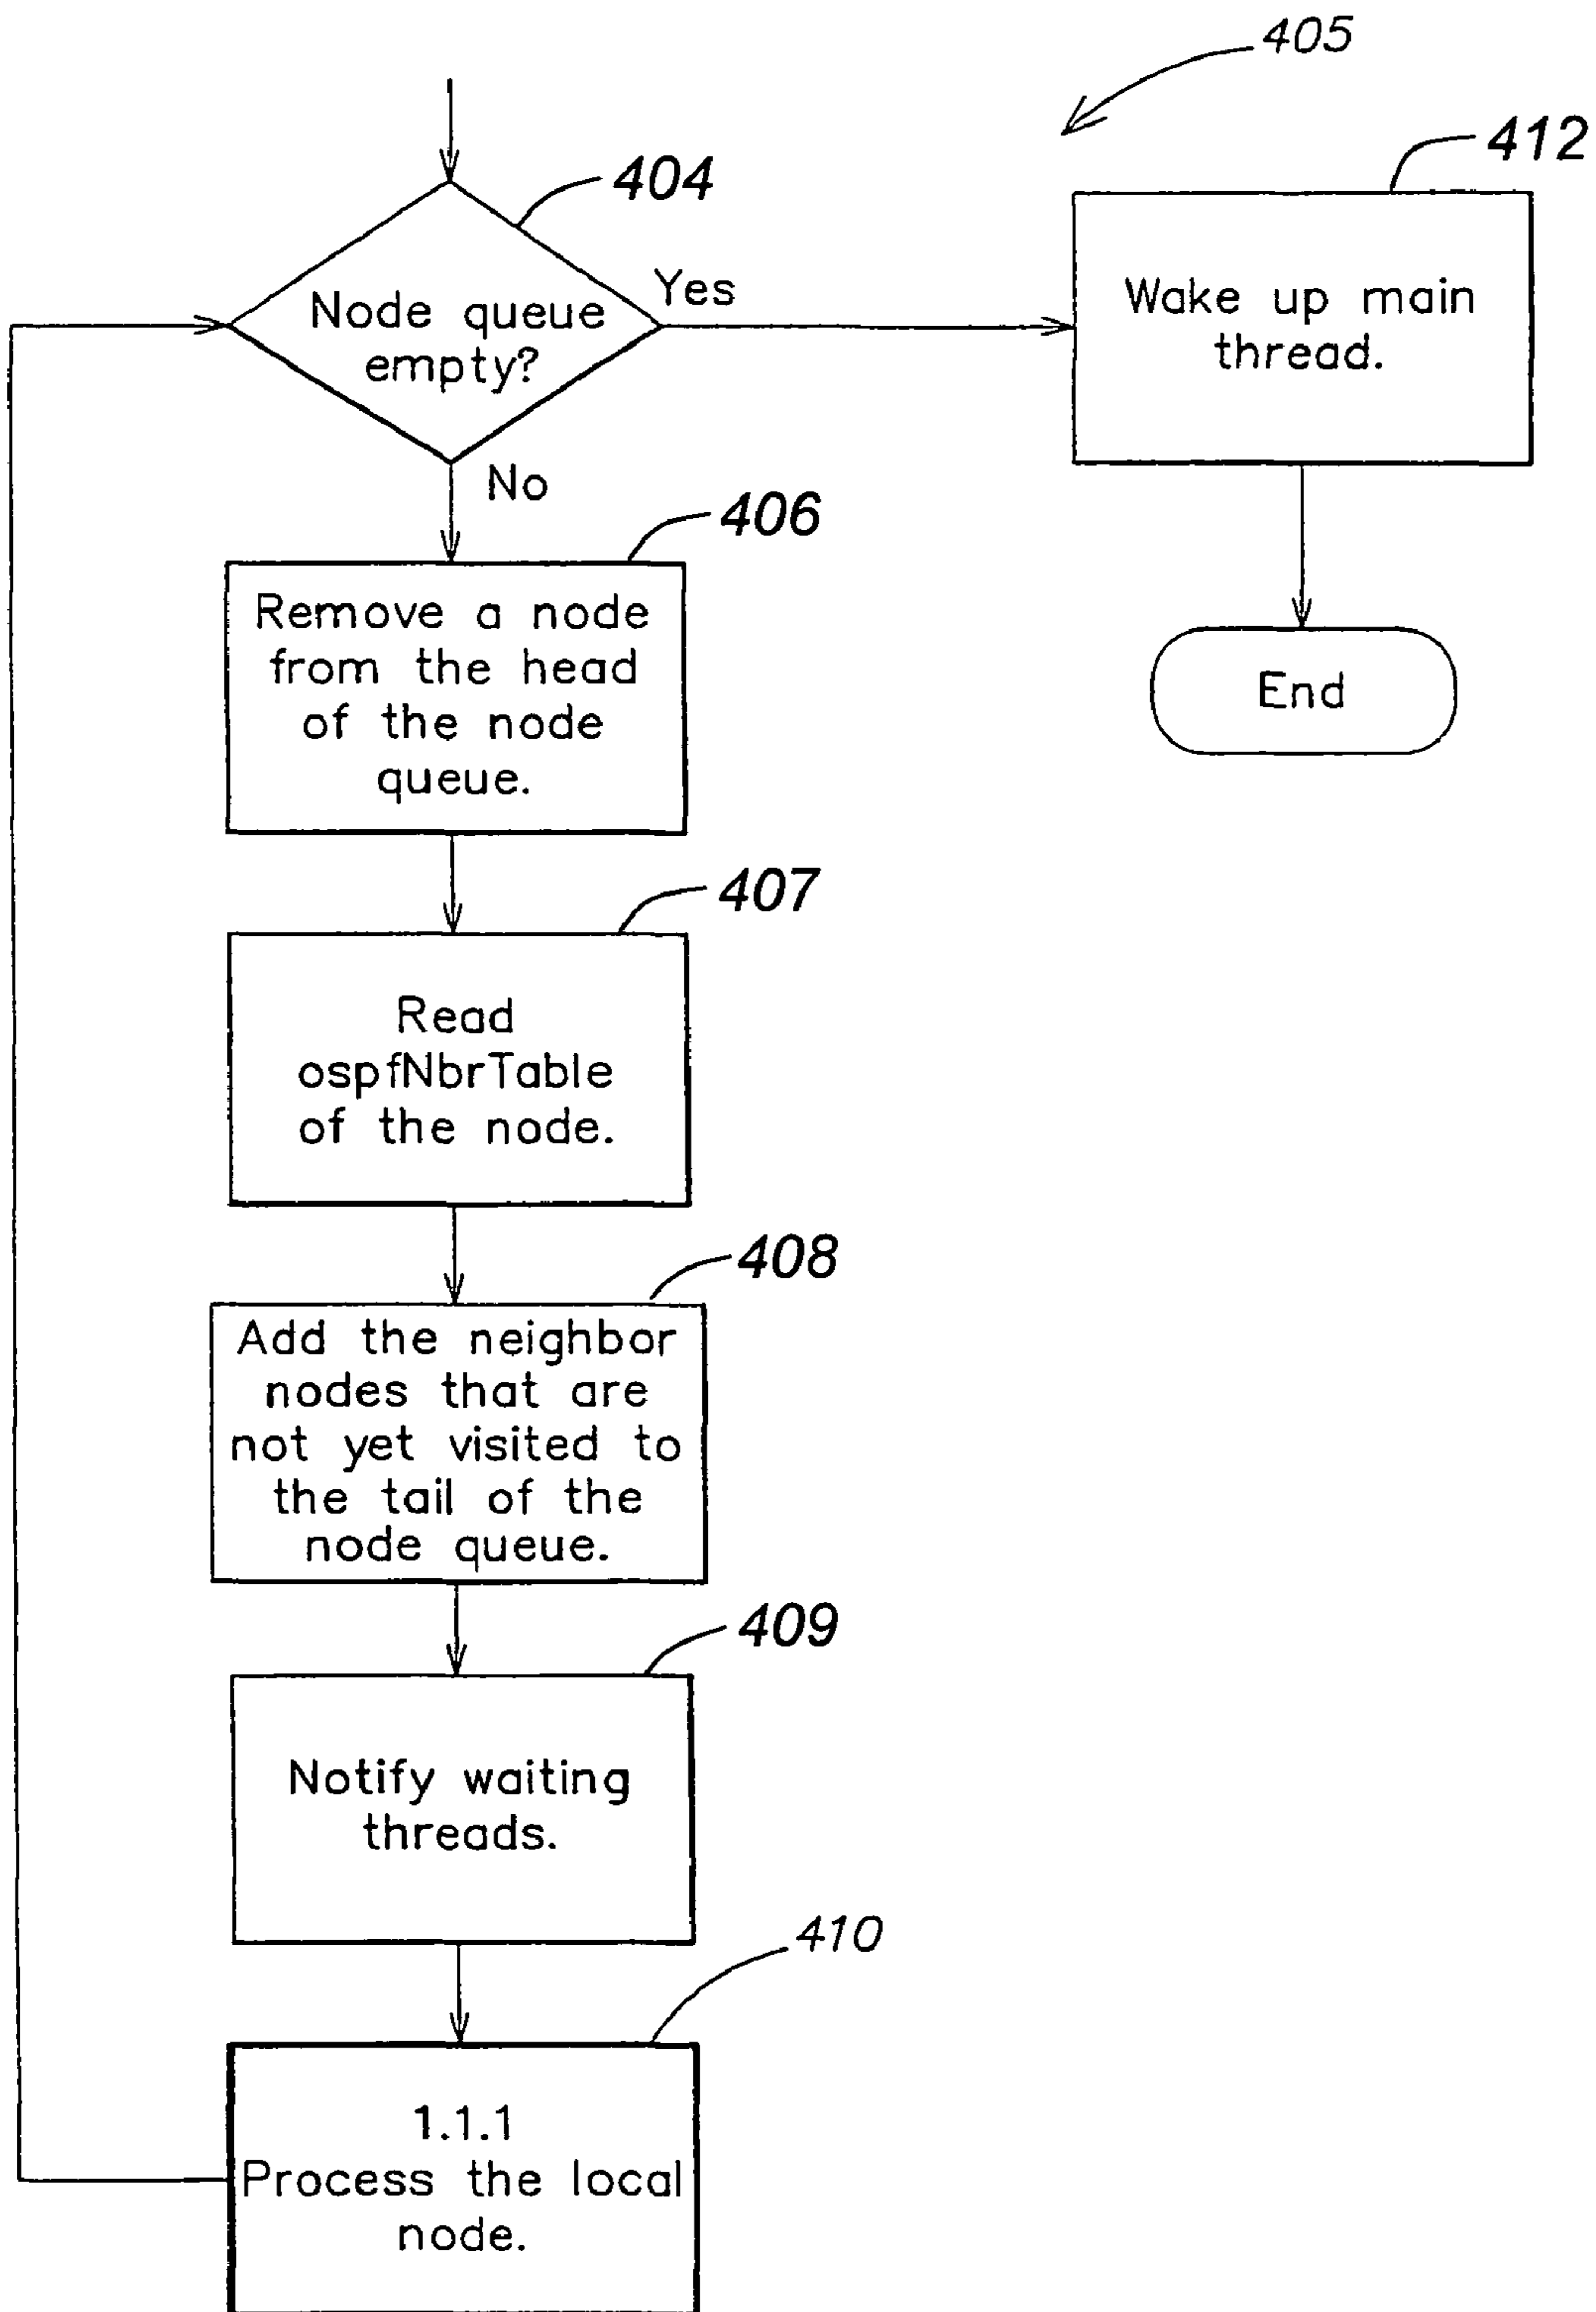 405
412
404
Node queue
empty?
Yes
Wake up main
thread.
No
406
Remove a node
from the head
of the node
queue.
End
407
Read
ospfNbrTable
of the node.
408
Add the neighbor
nodes that are
not yet visited to
the tail of the
node queue.
409
Notify waiting
threads.
410
1.1.1
Process the local
node.